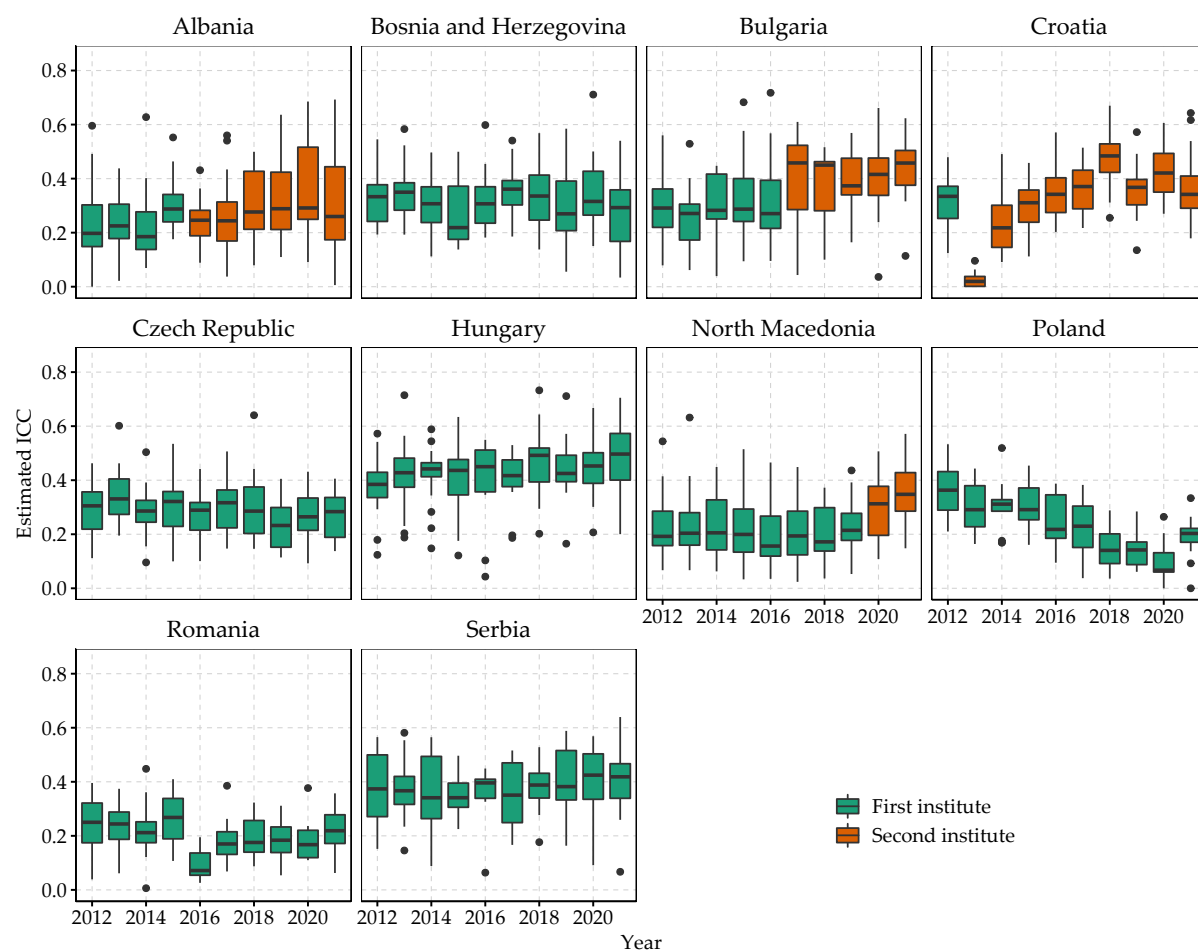 Albania
Bosnia and Herzegovina
Bulgaria
Croatia
0.8
0.6
0.4
0.2
0.0
Czech Republic
Hungary
North Macedonia
Poland
0.8
0.6
0.4
0.2
0.0
Estimated ICC
2012 2014 2016 2018 2020
2012 2014 2016 2018 2020
Romania
Serbia
0.8
0.6
0.4
0.2
0.0
2012 2014 2016 2018 2020
2012 2014 2016 2018 2020
First institute
Second institute
Year